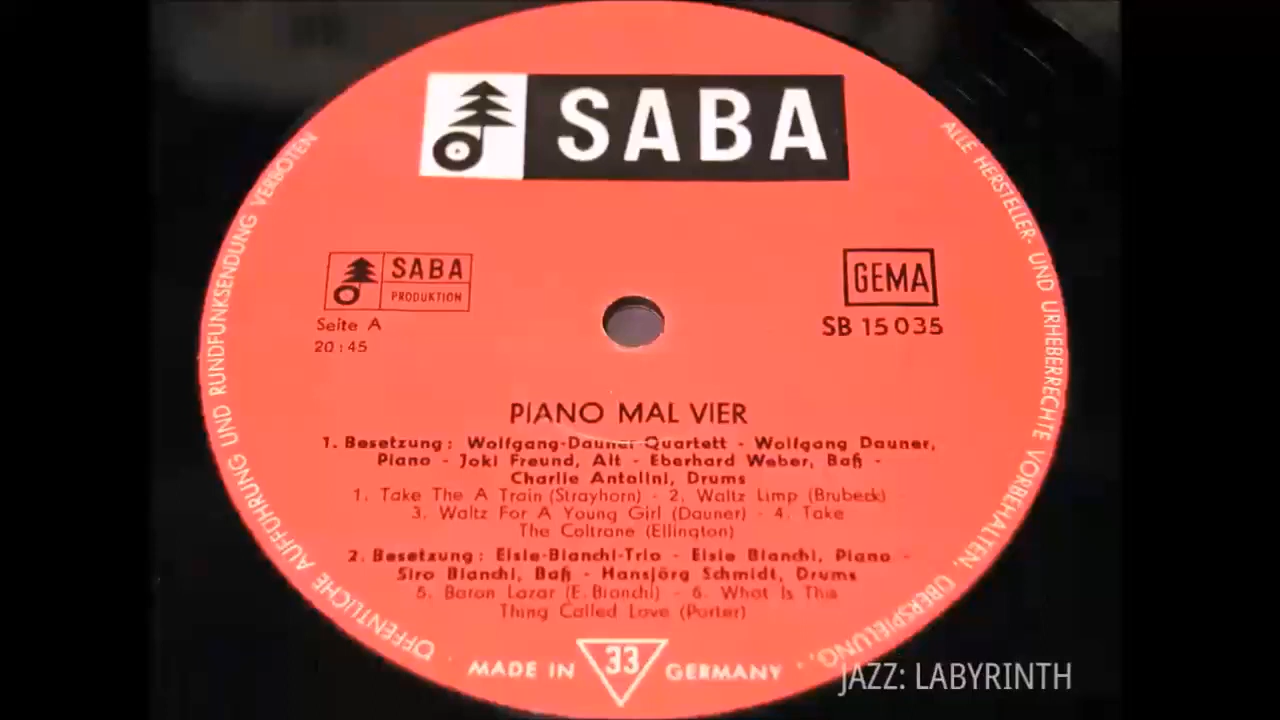 SABA
SABA
PRODUKTION
Seite A
20:45
GEMA
SB 15 035
PIANO MAL VIER
1. Besetzung: Wolfgang-Dauner-Quartett - Wolfgang Dauner,
Piano - Joki Freund, Alt - Eberhard Weber, Baß -
Charlie Antolini, Drums
1. Take The A Train (Strayhorn) - 2. Waltz Limp (Brubeck)
3. Waltz For A Young Girl (Dauner) - 4. Take
The Coltrane (Ellington)
2. Besetzung: Elsie-Bianchi-Trio - Elsie Bianchi, Piano -
Siro Bianchi, Baß - Hansjörg Schmidt, Drums
5. Baron Lazar (E. Bianchi) - 6. What Is This
Thing Called Love (Porter)
MADE IN 33 GERMANY
ALLE HERSTELLER- UND URHEBERRECHTE VORBEHALTEN. ÜBERSPIELUNG,
ÖFFENTLICHE AUFFÜHRUNG UND RUNDFUNKSENDUNG VERBOTEN
JAZZ: LABYRINTH